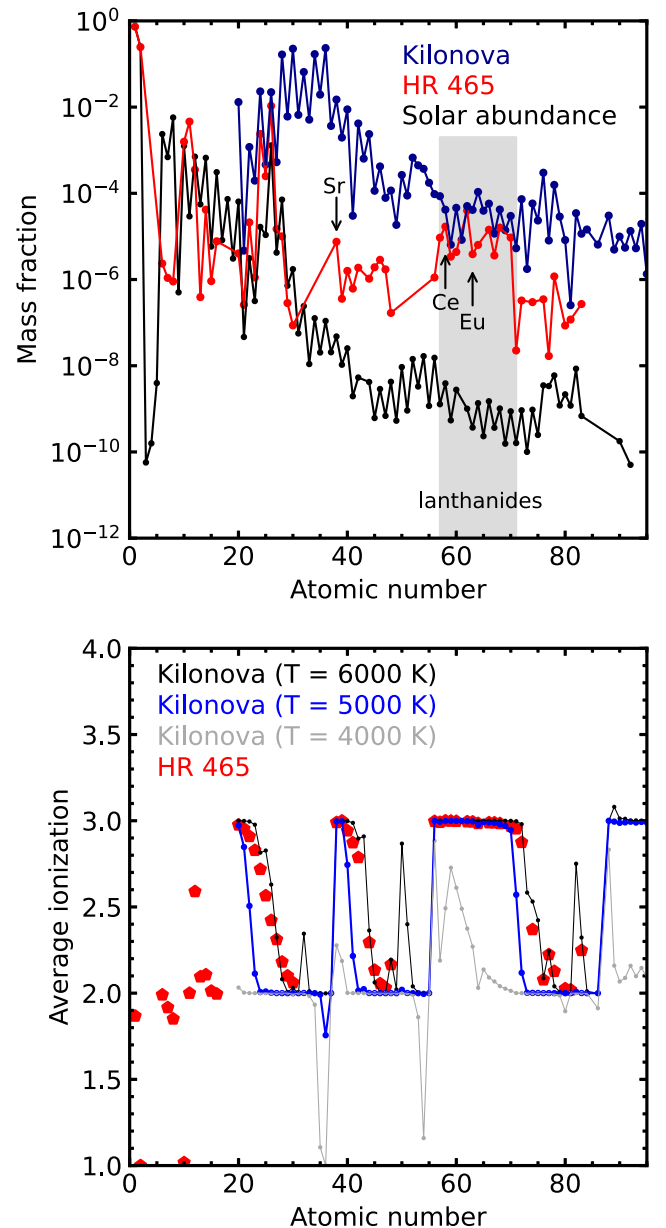 10^0
10^-2
10^-4
10^-6
10^-8
10^-10
10^-12
Mass fraction
Kilonova
HR 465
Solar abundance
Sr
Ce
Eu
lanthanides
0 20 40 60 80
Atomic number
4.0
3.5
3.0
2.5
2.0
1.5
1.0
Average ionization
Kilonova (T = 6000 K)
Kilonova (T = 5000 K)
Kilonova (T = 4000 K)
HR 465
0 20 40 60 80
Atomic number